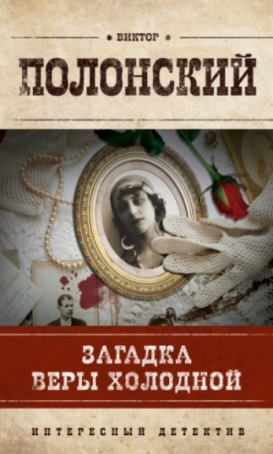 ВИКТОР
ПОЛОНСКИЙ
ЗАГАДКА
ВЕРЫ ХОЛОДНОЙ
ИНТЕРЕСНЫЙ ДЕТЕКТИВ